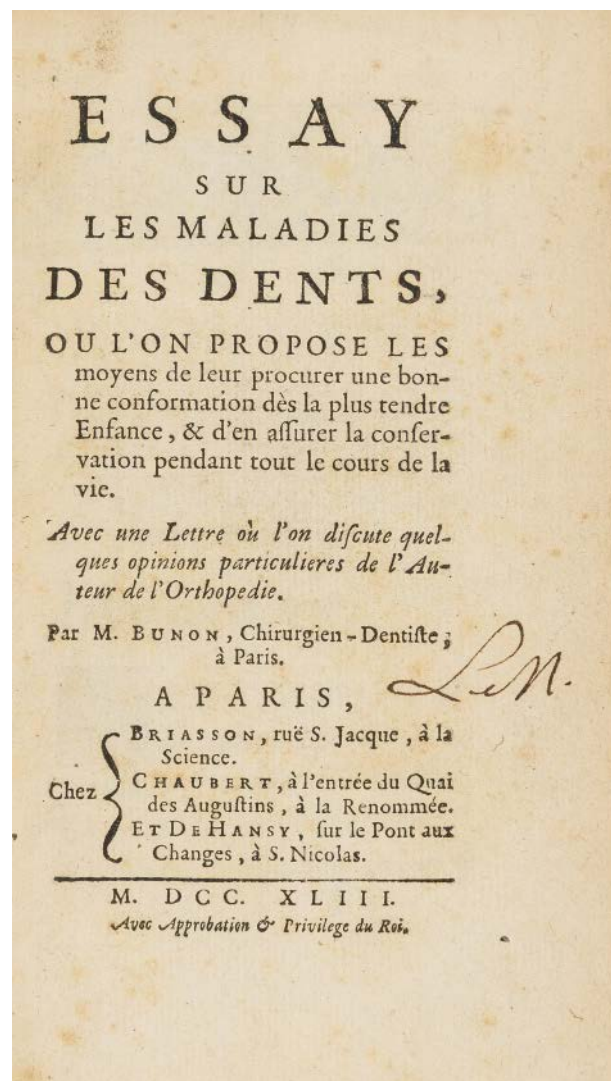 ESSAY
SUR
LES MALADIES
DES DENTS,
OU L'ON PROPOSE LES
moyens de leur procurer une bon-
ne conformation dès la plus tendre
Enfance, & d'en aſſurer la conſer-
vation pendant tout le cours de la
vie.
Avec une Lettre où l'on diſcute quel-
ques opinions particulieres de l'Au-
teur de l'Orthopedie.
Par M. BUNON, Chirurgien-Dentiſte;
à Paris.
A PARIS,
BRIASSON, ruë S. Jacque, à la
Science.
Chez
CHAUBERT, à l'entrée du Quai
des Auguſtins, à la Renommée.
ET DE HANSY, ſur le Pont aux
Changes, à S. Nicolas.
M. DCC. XLIII.
Avec Approbation & Privilege du Roi.